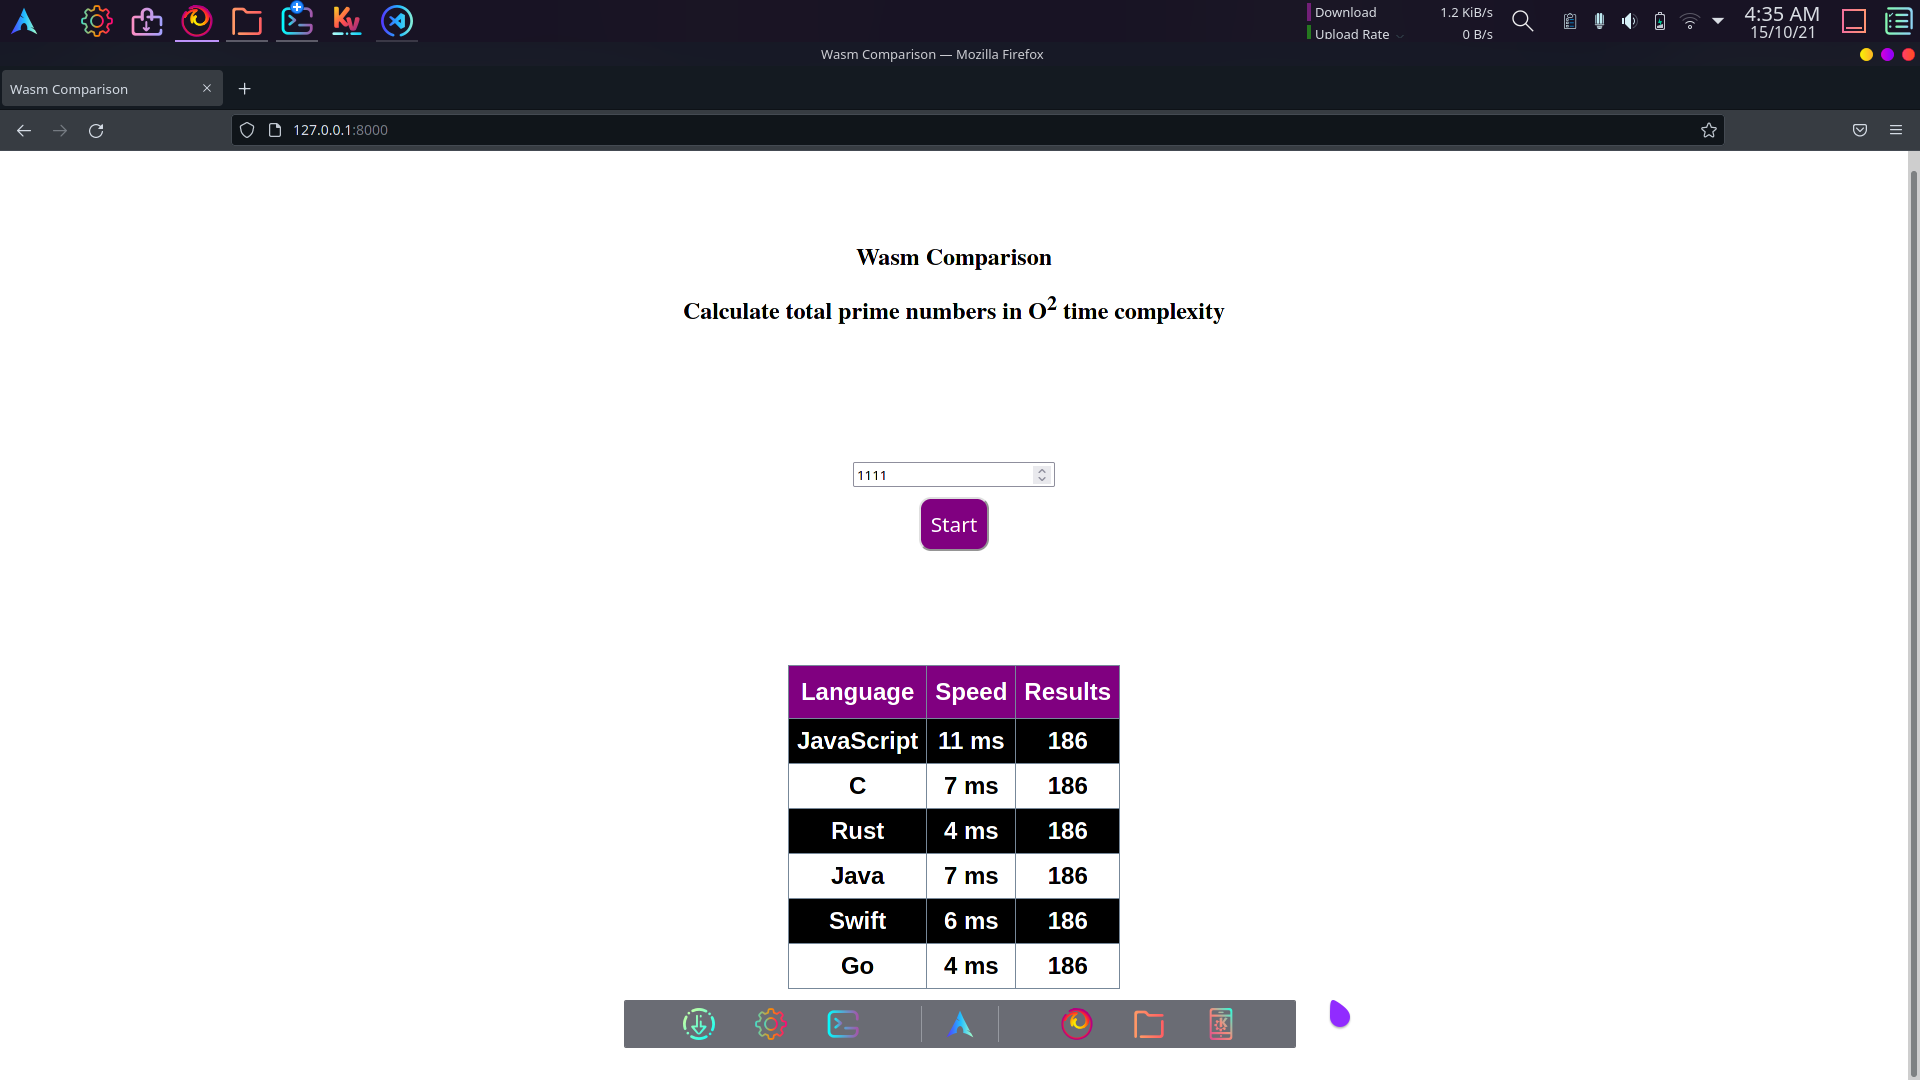 Download 1.2 KiB/s
Upload Rate 0 B/s
4:35 AM
15/10/21
Wasm Comparison — Mozilla Firefox
Wasm Comparison
127.0.0.1:8000
Wasm Comparison
Calculate total prime numbers in O² time complexity
1111
Start
Language Speed Results
JavaScript 11 ms 186
C 7 ms 186
Rust 4 ms 186
Java 7 ms 186
Swift 6 ms 186
Go 4 ms 186